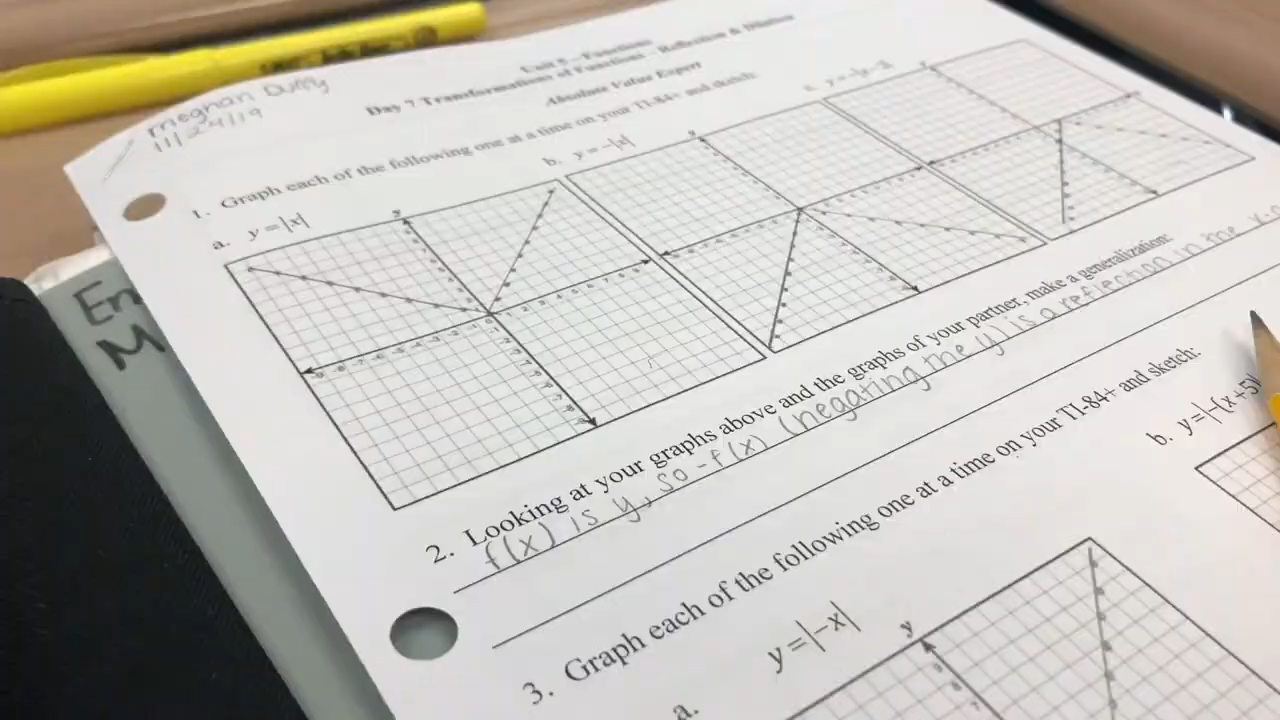 Meghan Duffy
11/24/19
Unit 5 – Functions
Day 7 Transformations of Functions – Reflection & Dilation
Absolute Value Expert
1. Graph each of the following one at a time on your TI-84+ and sketch:
a. y = |x|
b. y = -|x|
c.
y
y
2. Looking at your graphs above and the graphs of your partner, make a generalization:
f(x) is y, so -f(x) (negating the y) is a reflection in the x-
3. Graph each of the following one at a time on your TI-84+ and sketch:
a. y = |-x|
b. y = |-(x + 5)|
y
En
M